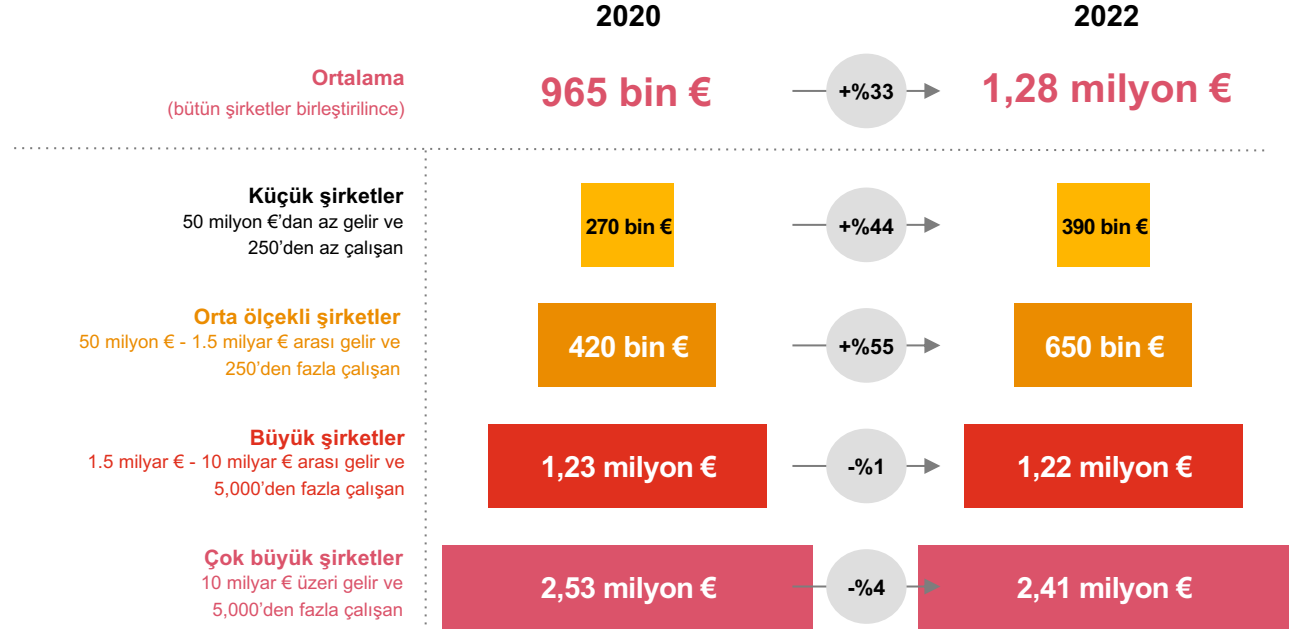 2020 2022
Ortalama
(bütün şirketler birleştirilince)
965 bin € +%33 1,28 milyon €
Küçük şirketler
50 milyon €'dan az gelir ve
250'den az çalışan
270 bin € +%44 390 bin €
Orta ölçekli şirketler
50 milyon € - 1.5 milyar € arası gelir ve
250'den fazla çalışan
420 bin € +%55 650 bin €
Büyük şirketler
1.5 milyar € - 10 milyar € arası gelir ve
5,000'den fazla çalışan
1,23 milyon € -%1 1,22 milyon €
Çok büyük şirketler
10 milyar € üzeri gelir ve
5,000'den fazla çalışan
2,53 milyon € -%4 2,41 milyon €